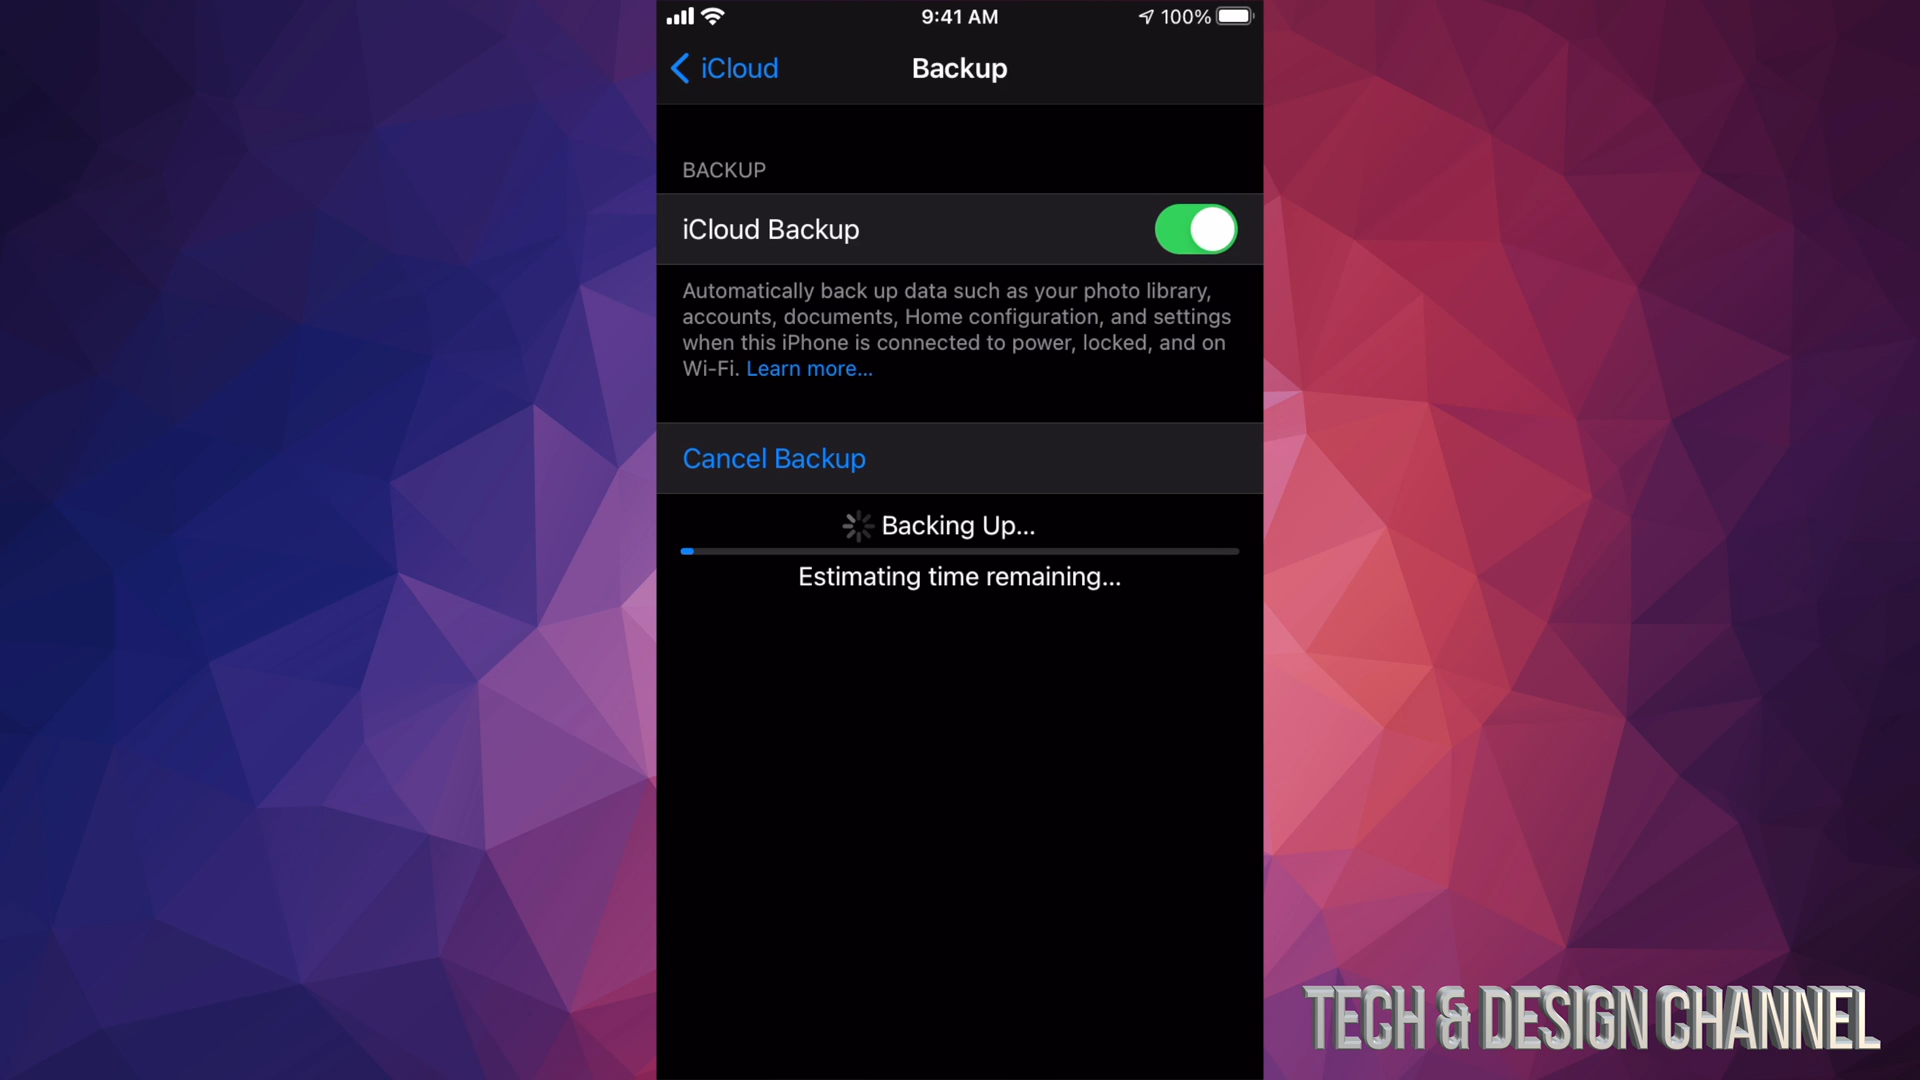 9:41 AM
100%
iCloud
Backup
BACKUP
iCloud Backup
Automatically back up data such as your photo library,
accounts, documents, Home configuration, and settings
when this iPhone is connected to power, locked, and on
Wi-Fi. Learn more...
Cancel Backup
Backing Up...
Estimating time remaining...
TECH & DESIGN CHANNEL